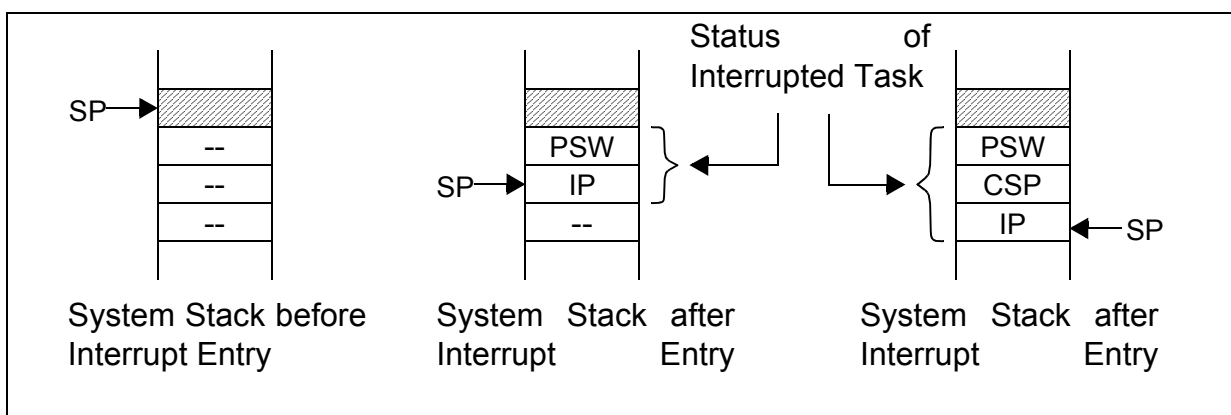 Status of
Interrupted Task
SP
--
--
--
System Stack before
Interrupt Entry
PSW
SP
IP
--
System Stack after
Interrupt Entry
PSW
CSP
IP
SP
System Stack after
Interrupt Entry